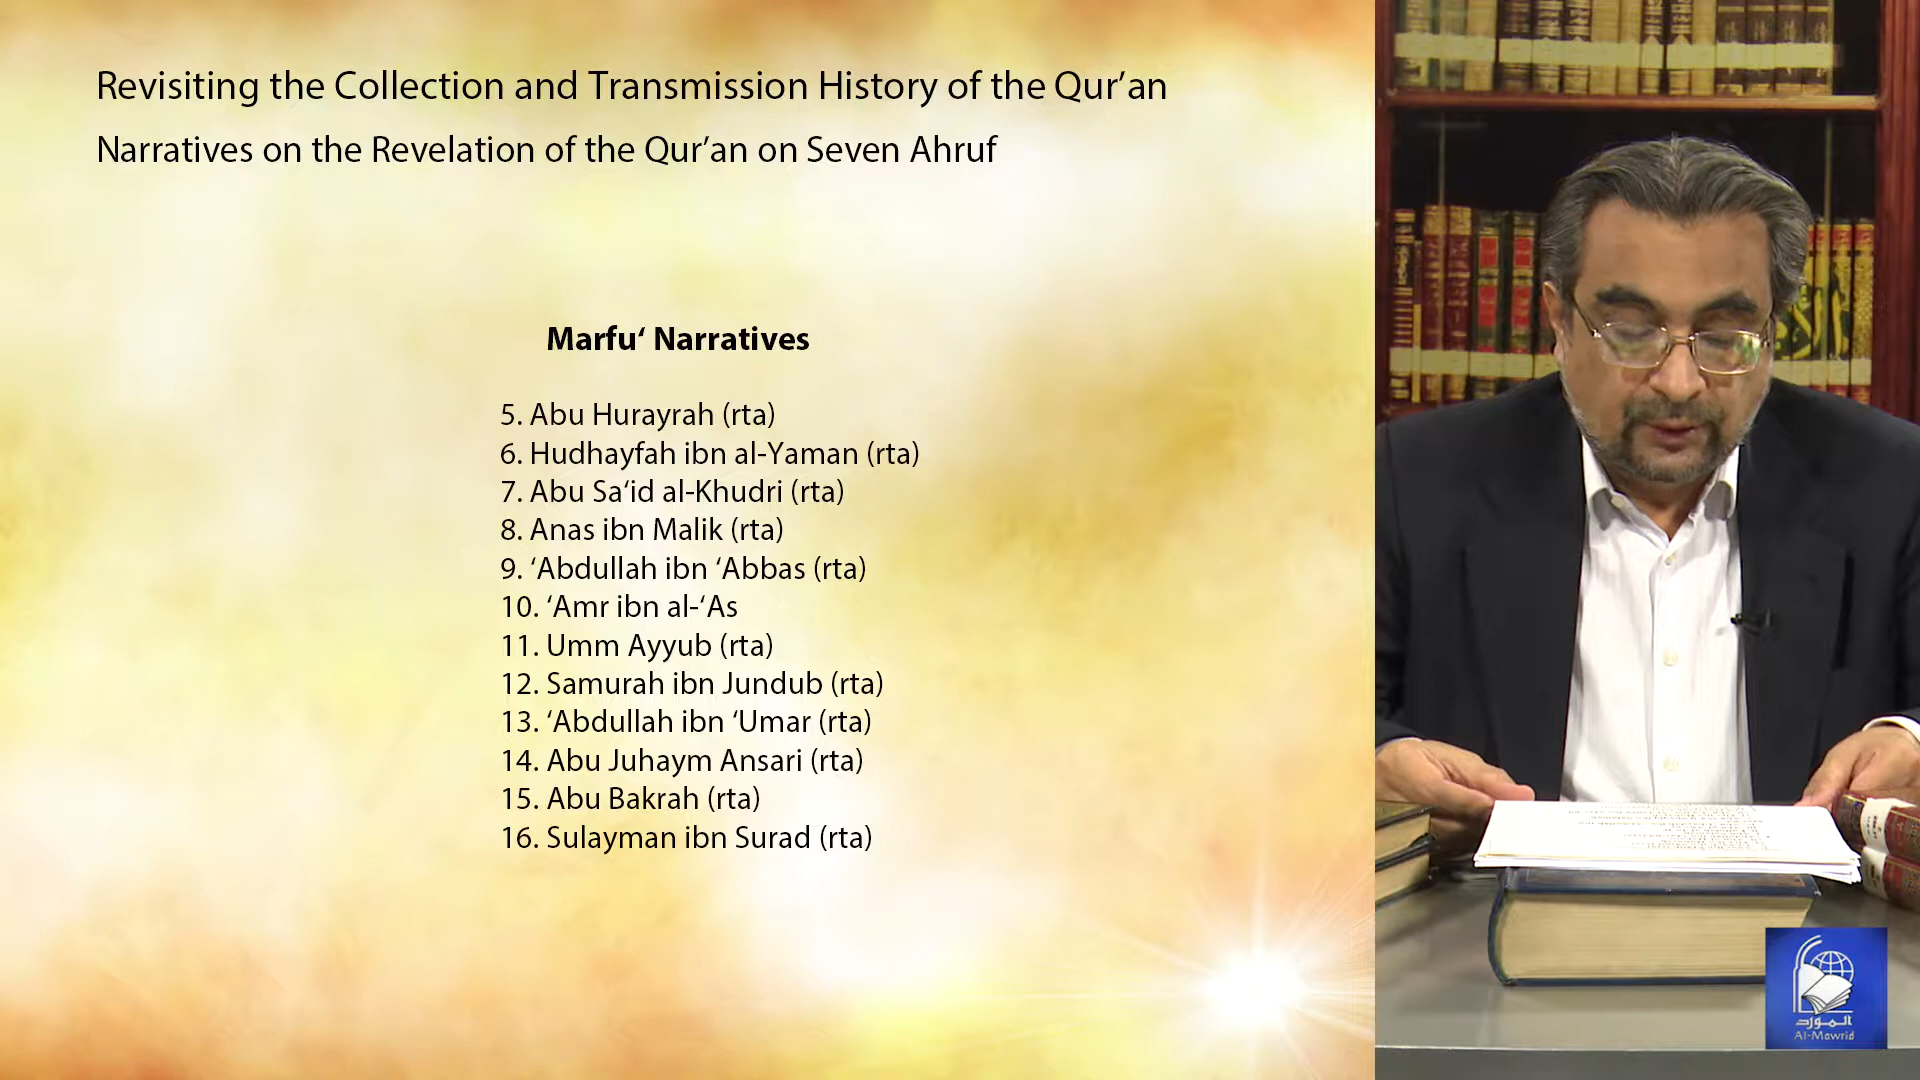 Revisiting the Collection and Transmission History of the Qur’an
Narratives on the Revelation of the Qur’an on Seven Ahruf
Marfu‘ Narratives
5. Abu Hurayrah (rta)
6. Hudhayfah ibn al-Yaman (rta)
7. Abu Sa‘id al-Khudri (rta)
8. Anas ibn Malik (rta)
9. ‘Abdullah ibn ‘Abbas (rta)
10. ‘Amr ibn al-‘As
11. Umm Ayyub (rta)
12. Samurah ibn Jundub (rta)
13. ‘Abdullah ibn ‘Umar (rta)
14. Abu Juhaym Ansari (rta)
15. Abu Bakrah (rta)
16. Sulayman ibn Surad (rta)
المورد
Al-Mawrid